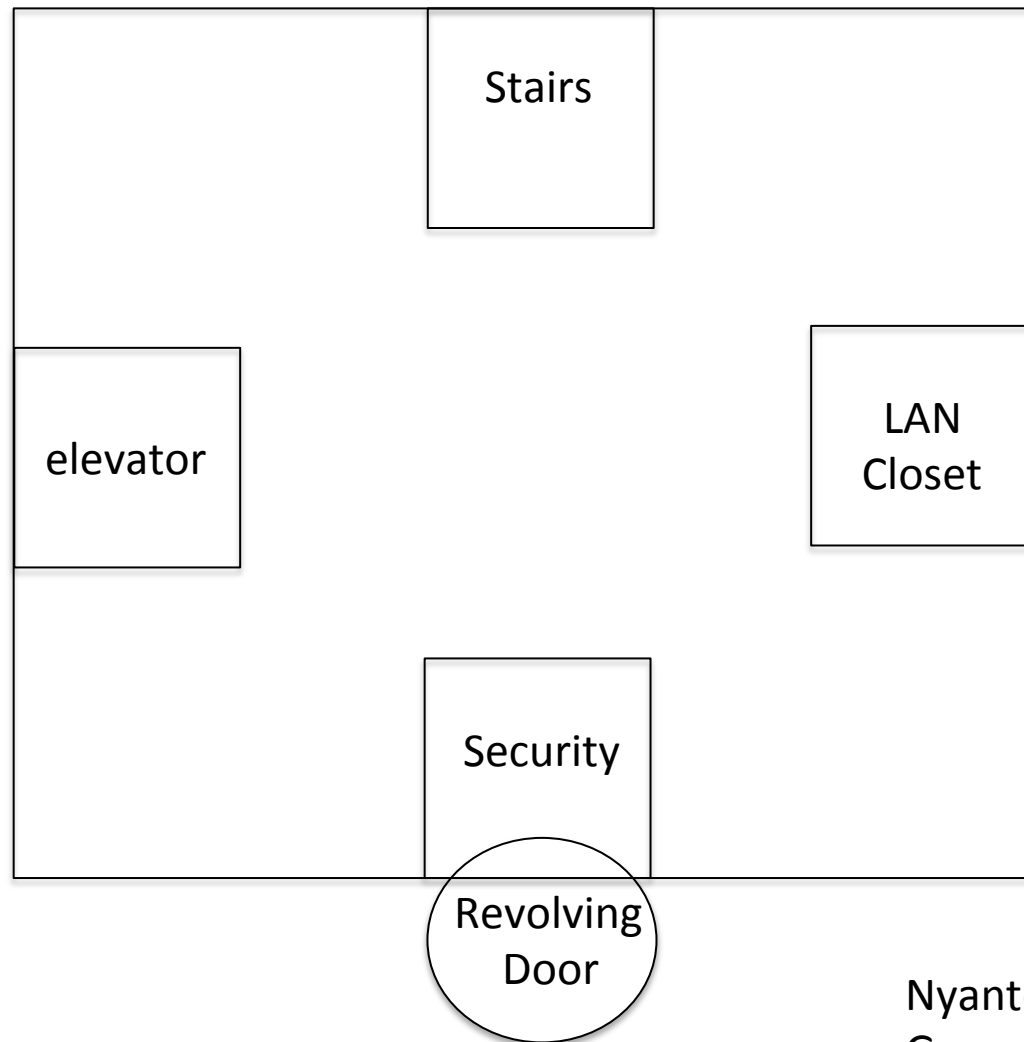 Stairs
LAN
Closet
elevator
Security
Revolving
Door